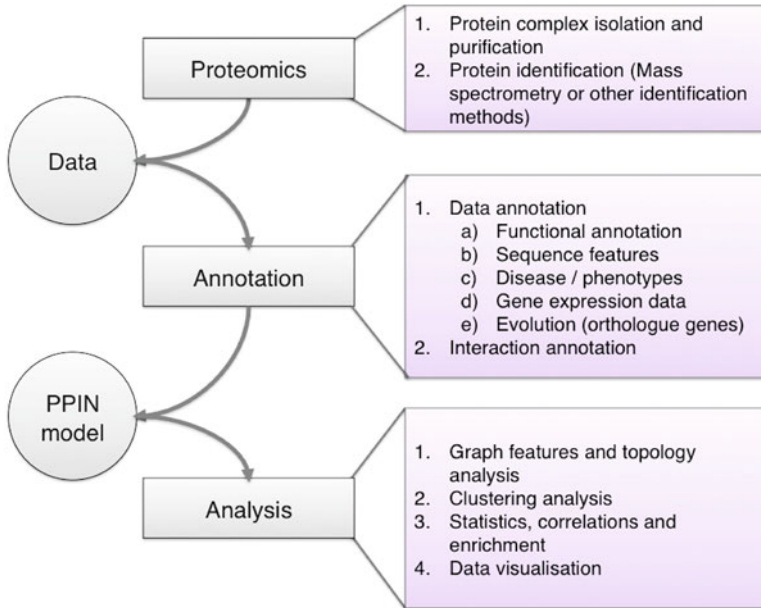 Proteomics
1. Protein complex isolation and
purification
2. Protein identification (Mass
spectrometry or other identification
methods)
Data
Annotation
1. Data annotation
a) Functional annotation
b) Sequence features
c) Disease / phenotypes
d) Gene expression data
e) Evolution (orthologue genes)
2. Interaction annotation
PPIN
model
Analysis
1. Graph features and topology
analysis
2. Clustering analysis
3. Statistics, correlations and
enrichment
4. Data visualisation